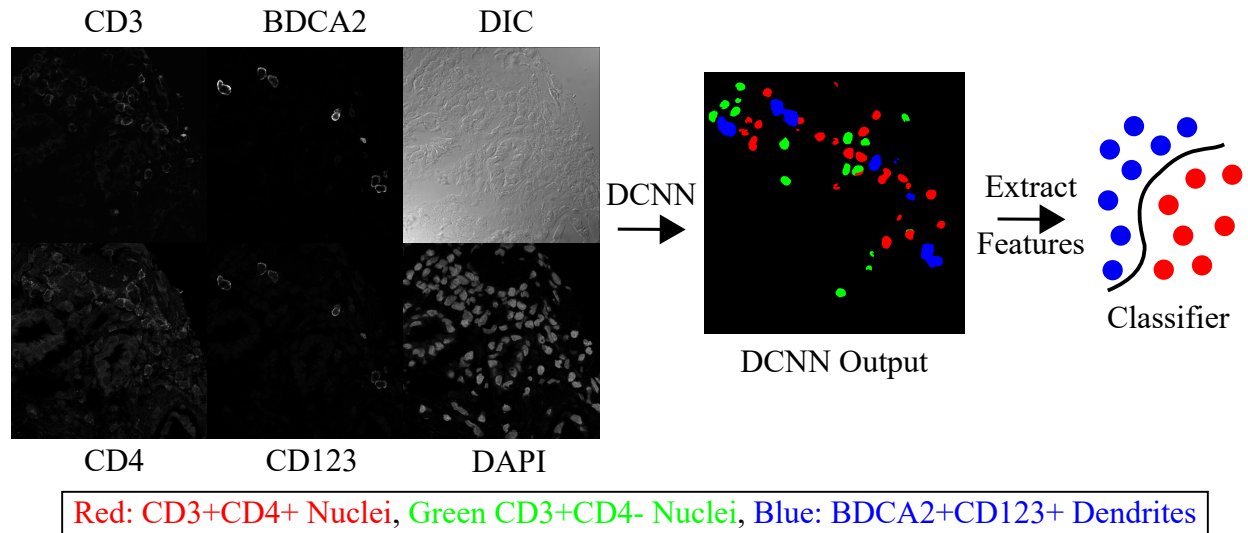 CD3 BDCA2 DIC
CD4 CD123 DAPI
DCNN
DCNN Output
Extract
Features
Classifier
Red: CD3+CD4+ Nuclei, Green CD3+CD4- Nuclei, Blue: BDCA2+CD123+ Dendrites